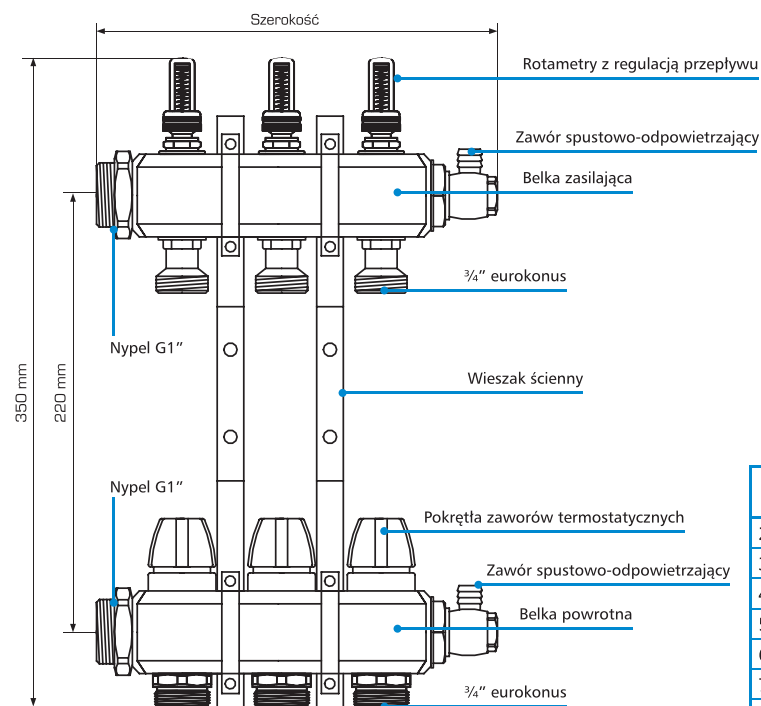 Szerokość
Rotametry z regulacją przepływu
Zawór spustowo-odpowietrzający
Belka zasilająca
¾” eurokonus
Nypel G1”
350 mm
220 mm
Wieszak ścienny
Nypel G1”
Pokrętła zaworów termostatycznych
Zawór spustowo-odpowietrzający
Belka powrotna
¾” eurokonus